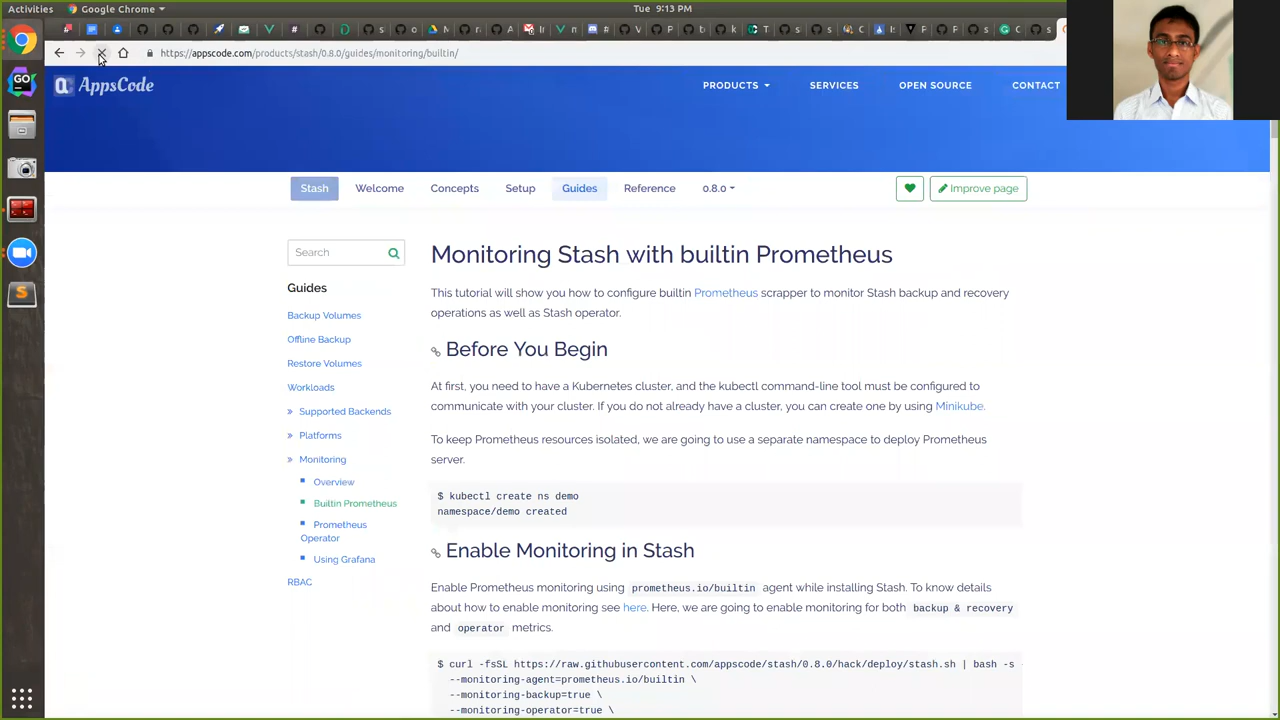 Activities
Google Chrome
Tue 9:13 PM
https://appscode.com/products/stash/0.8.0/guides/monitoring/builtin/
AppsCode
PRODUCTS
SERVICES
OPEN SOURCE
CONTACT
Stash
Welcome
Concepts
Setup
Guides
Reference
0.8.0
Improve page
Search
Guides
Backup Volumes
Offline Backup
Restore Volumes
Workloads
» Supported Backends
» Platforms
» Monitoring
Overview
Builtin Prometheus
Prometheus
Operator
Using Grafana
RBAC
Monitoring Stash with builtin Prometheus
This tutorial will show you how to configure builtin Prometheus scrapper to monitor Stash backup and recovery
operations as well as Stash operator.
Before You Begin
At first, you need to have a Kubernetes cluster, and the kubectl command-line tool must be configured to
communicate with your cluster. If you do not already have a cluster, you can create one by using Minikube.
To keep Prometheus resources isolated, we are going to use a separate namespace to deploy Prometheus
server.
$ kubectl create ns demo
namespace/demo created
Enable Monitoring in Stash
Enable Prometheus monitoring using prometheus.io/builtin agent while installing Stash. To know details
about how to enable monitoring see here. Here, we are going to enable monitoring for both backup & recovery
and operator metrics.
$ curl -fsSL https://raw.githubusercontent.com/appscode/stash/0.8.0/hack/deploy/stash.sh | bash -s
--monitoring-agent=prometheus.io/builtin \
--monitoring-backup=true \
--monitoring-operator=true \